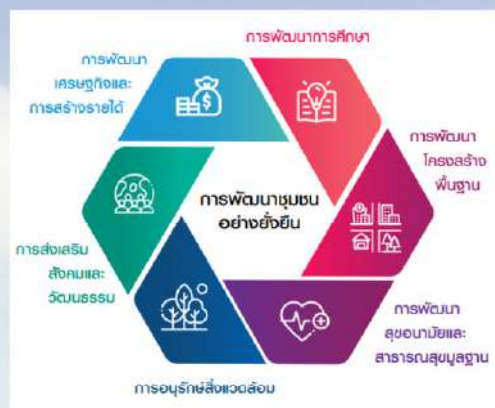 การพัฒนาการศึกษา
การพัฒนา
เศรษฐกิจและ
การสร้างรายได้
การพัฒนา
โครงสร้าง
พื้นฐาน
การพัฒนาชุมชน
อย่างยั่งยืน
การส่งเสริม
สังคมและ
วัฒนธรรม
การพัฒนา
สุขอนามัยและ
สาธารณสุขมูลฐาน
การอนุรักษ์สิ่งแวดล้อม